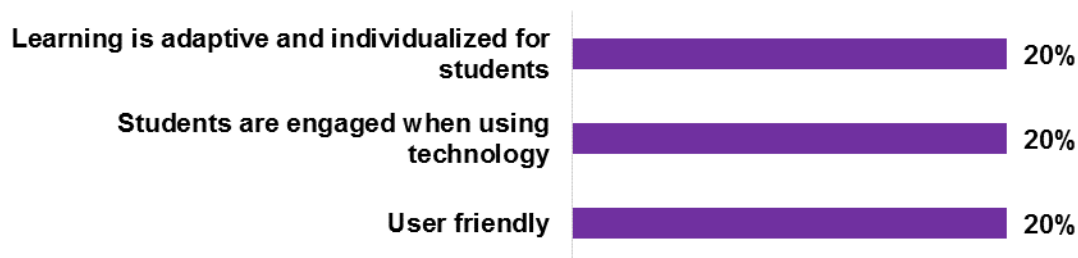 Learning is adaptive and individualized for
students
20%
Students are engaged when using
technology
20%
User friendly
20%